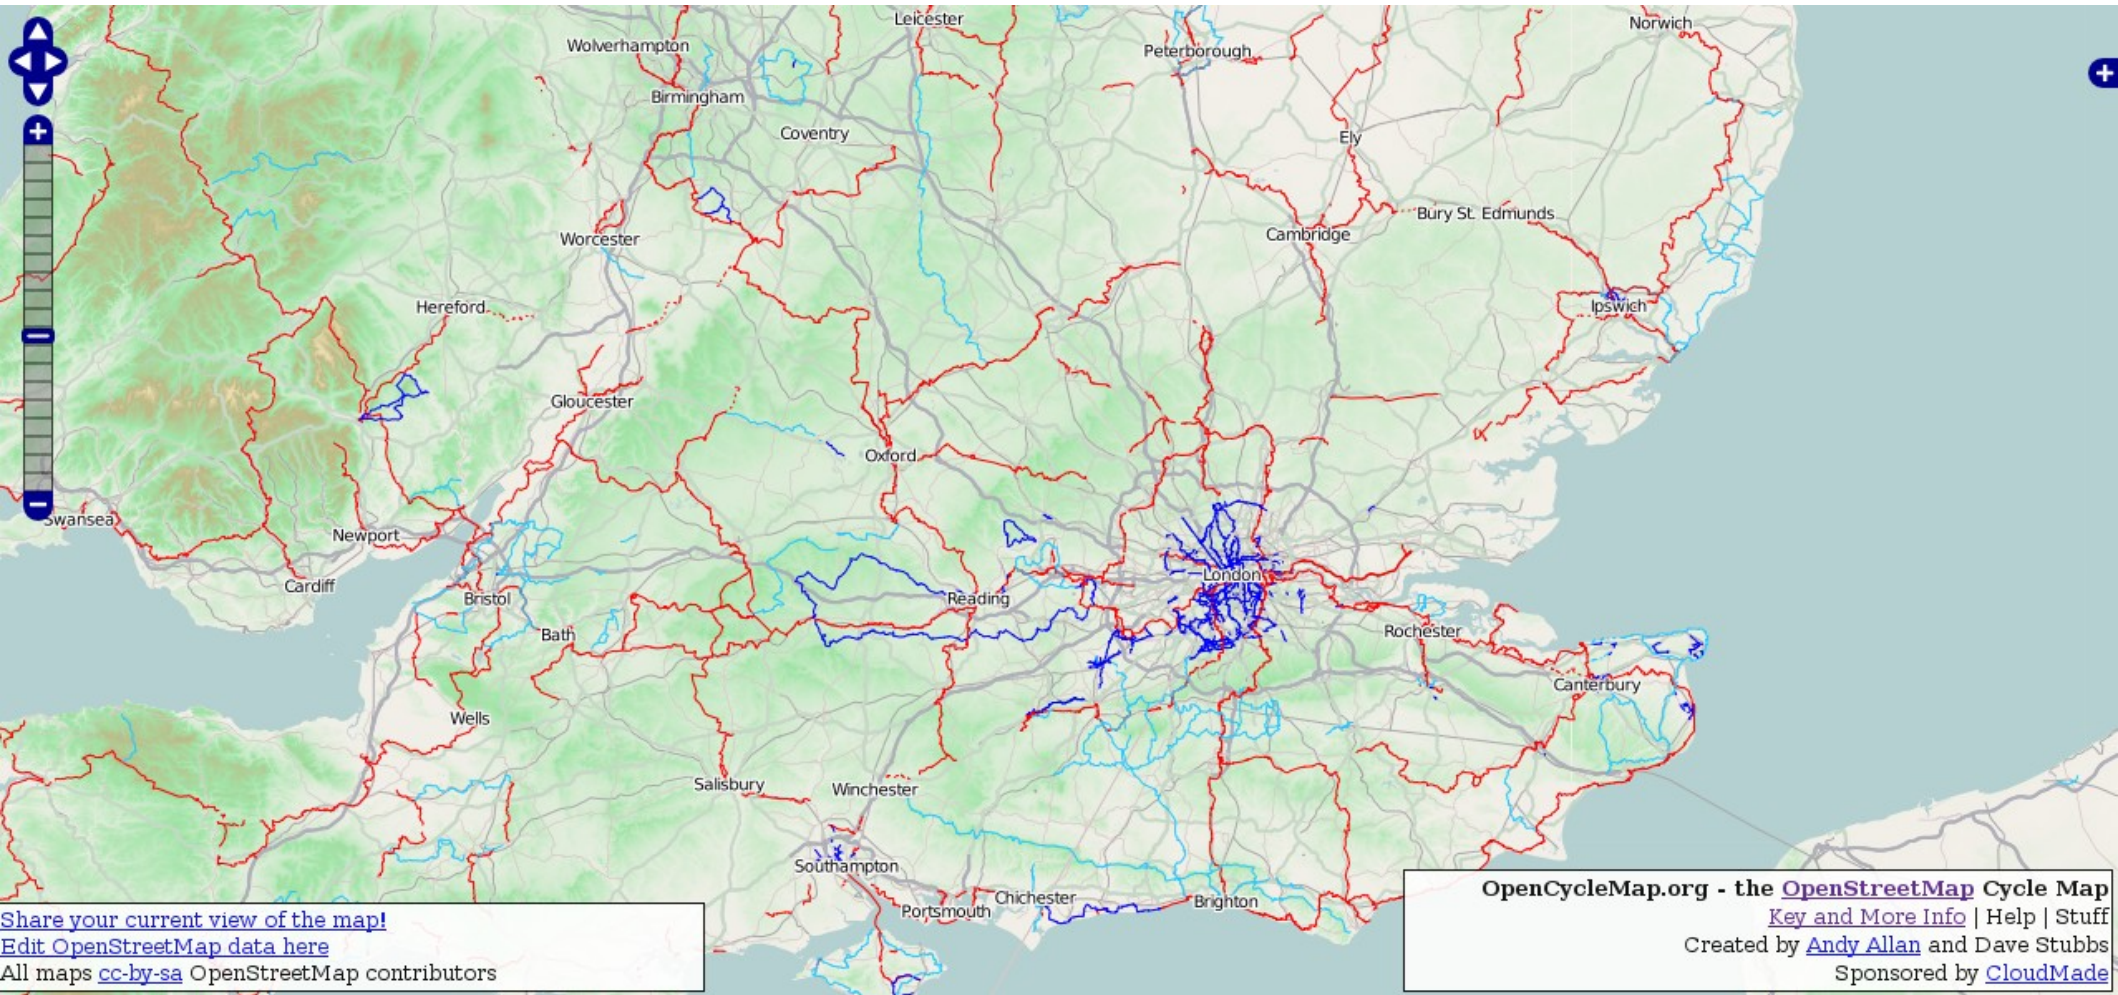 Leicester
Norwich
Wolverhampton
Peterborough
Birmingham
Coventry
Ely
Bury St. Edmunds
Worcester
Cambridge
Hereford
Ipswich
Gloucester
Oxford
Swansea
Newport
London
Cardiff
Bristol
Reading
Bath
Rochester
Canterbury
Wells
Salisbury
Winchester
Southampton
Chichester
Portsmouth
Brighton
Share your current view of the map!
Edit OpenStreetMap data here
All maps cc-by-sa OpenStreetMap contributors
OpenCycleMap.org - the OpenStreetMap Cycle Map
Key and More Info | Help | Stuff
Created by Andy Allan and Dave Stubbs
Sponsored by CloudMade